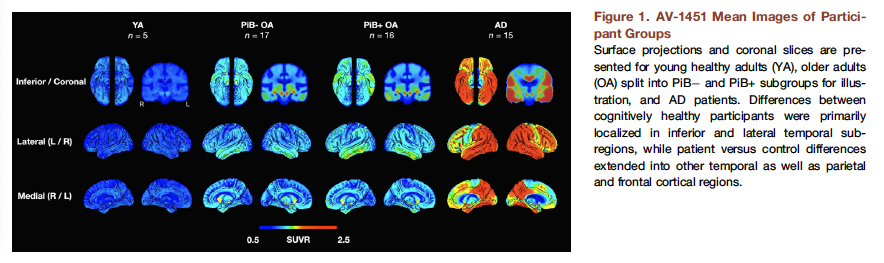 YA
n = 5
PiB- OA
n = 17
PiB+ OA
n = 16
AD
n = 15
Inferior / Coronal
R
L
Lateral (L / R)
Medial (R / L)
0.5 SUVR 2.5
Figure 1. AV-1451 Mean Images of Partici-
pant Groups
Surface projections and coronal slices are pre-
sented for young healthy adults (YA), older adults
(OA) split into PiB− and PiB+ subgroups for illus-
tration, and AD patients. Differences between
cognitively healthy participants were primarily
localized in inferior and lateral temporal sub-
regions, while patient versus control differences
extended into other temporal as well as parietal
and frontal cortical regions.